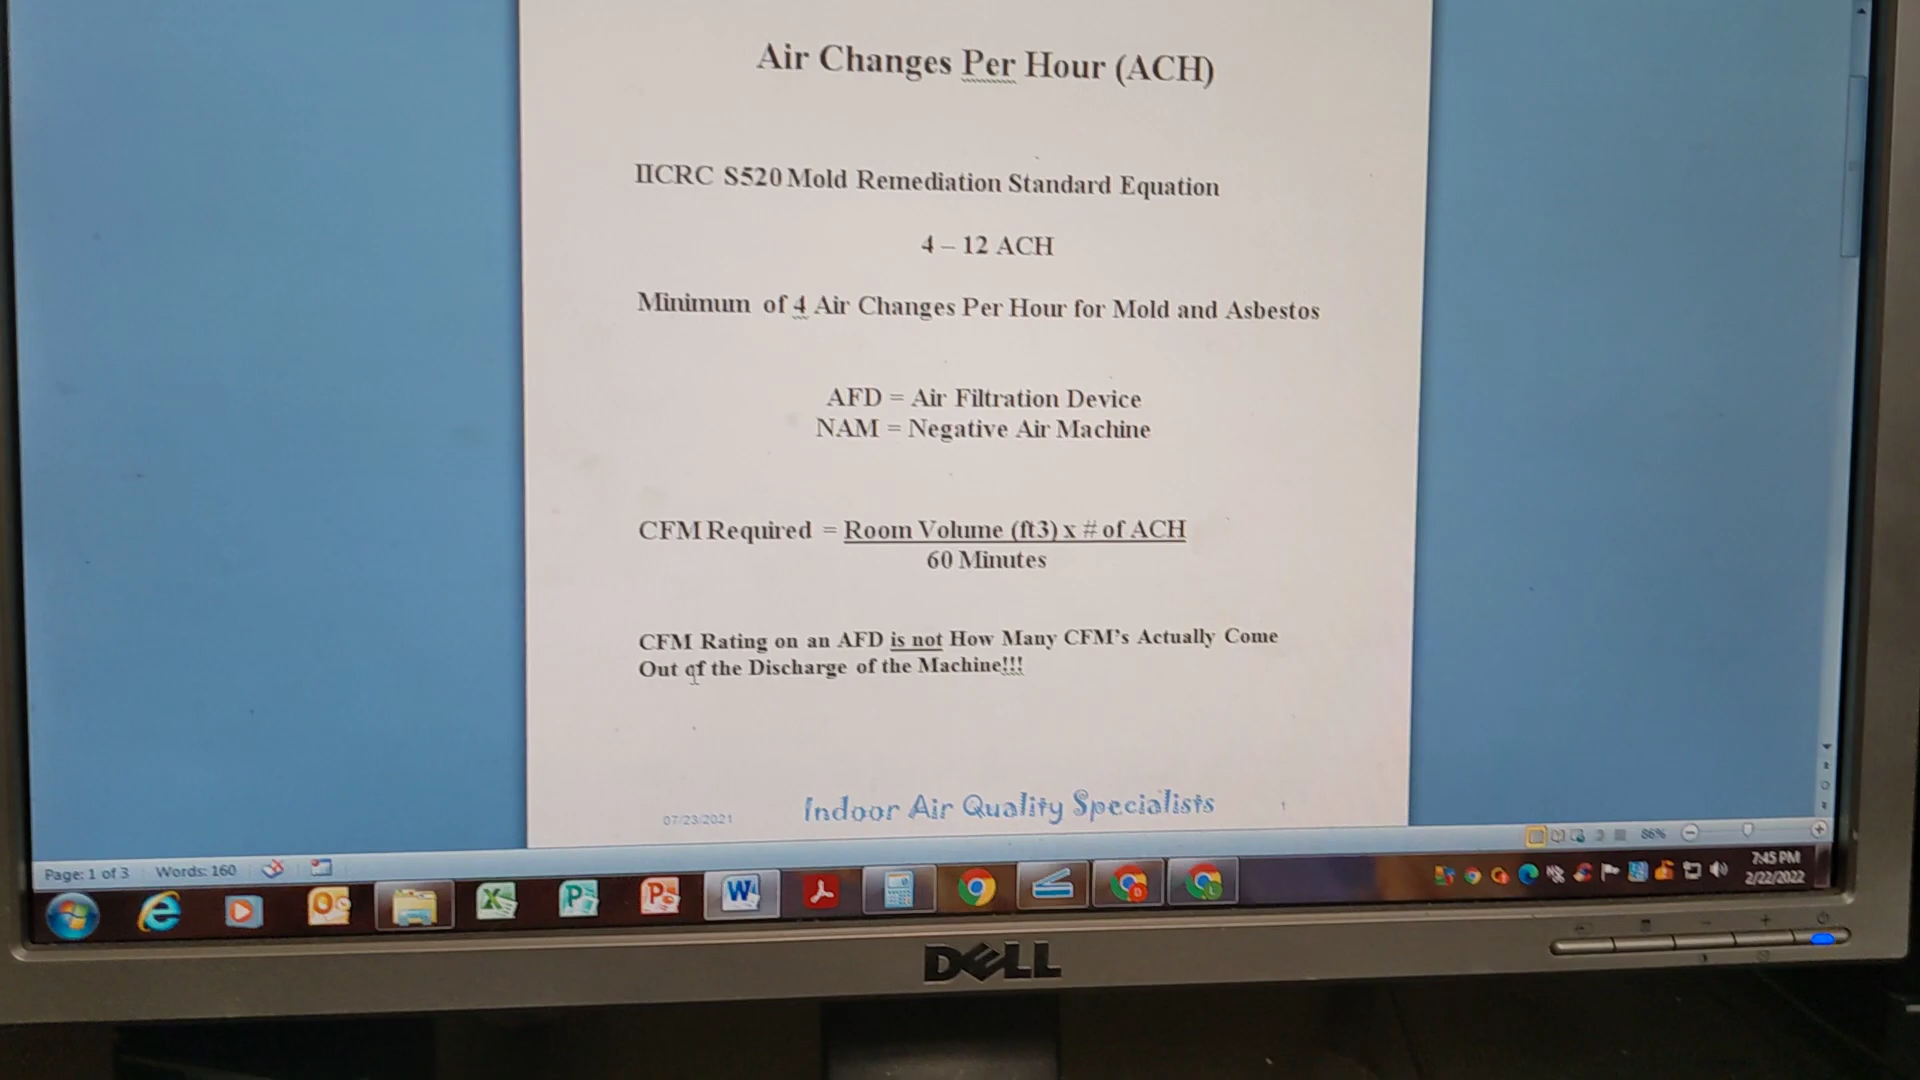 Air Changes Per Hour (ACH)
IICRC S520 Mold Remediation Standard Equation
4 – 12 ACH
Minimum of 4 Air Changes Per Hour for Mold and Asbestos
AFD = Air Filtration Device
NAM = Negative Air Machine
CFM Required = Room Volume (ft3) x # of ACH
60 Minutes
CFM Rating on an AFD is not How Many CFM's Actually Come
Out of the Discharge of the Machine!!!
07/23/2021 Indoor Air Quality Specialists 1
Page: 1 of 3 Words: 160 86%
7:45 PM
2/22/2022
DELL